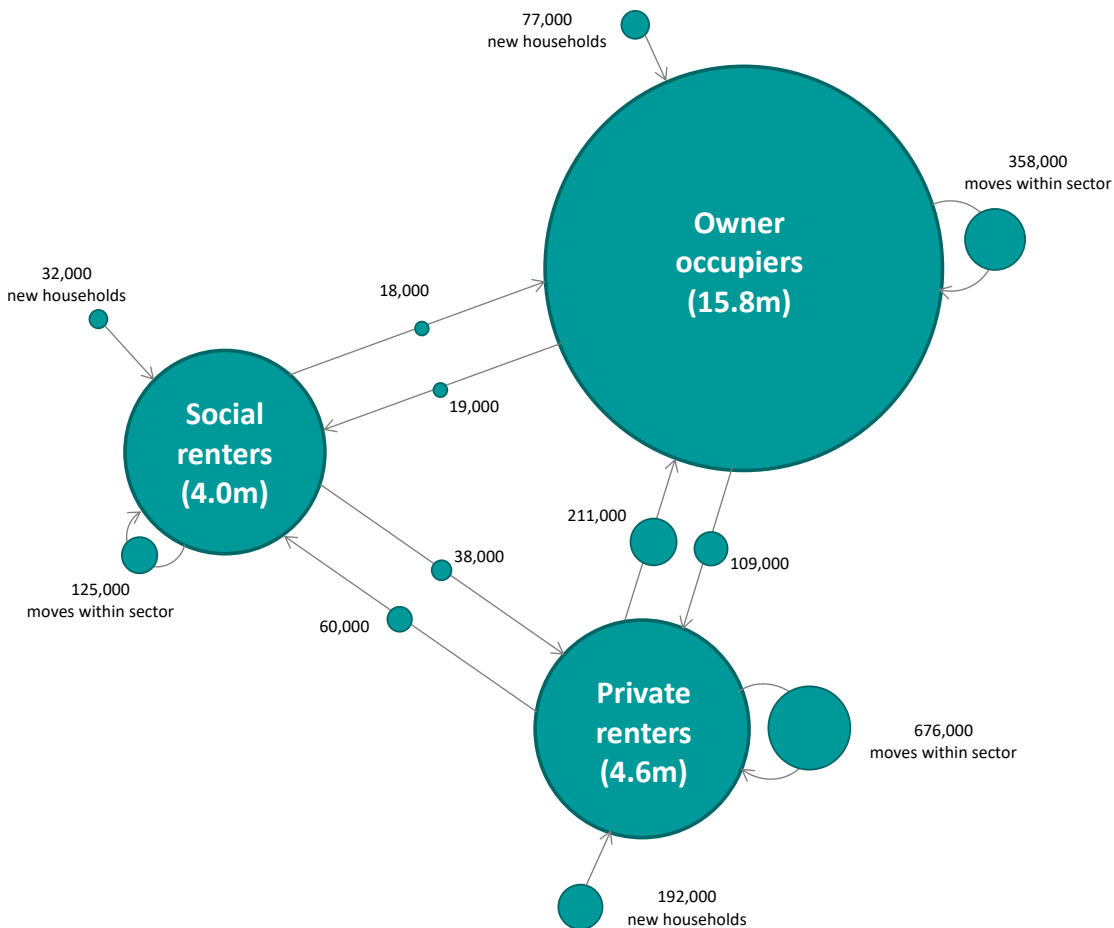 77,000
new households
358,000
moves within sector
Owner
occupiers
(15.8m)
32,000
new households
18,000
19,000
Social
renters
(4.0m)
211,000
109,000
38,000
125,000
moves within sector
60,000
Private
renters
(4.6m)
676,000
moves within sector
192,000
new households